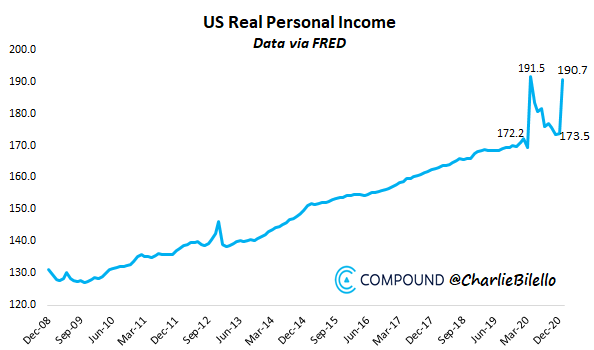 US Real Personal Income
Data via FRED
200.0
190.0
180.0
170.0
160.0
150.0
140.0
130.0
120.0
191.5
190.7
172.2
173.5
COMPOUND @CharlieBilello
Dec-08
Sep-09
Jun-10
Mar-11
Dec-11
Sep-12
Jun-13
Mar-14
Dec-14
Sep-15
Jun-16
Mar-17
Dec-17
Sep-18
Jun-19
Mar-20
Dec-20